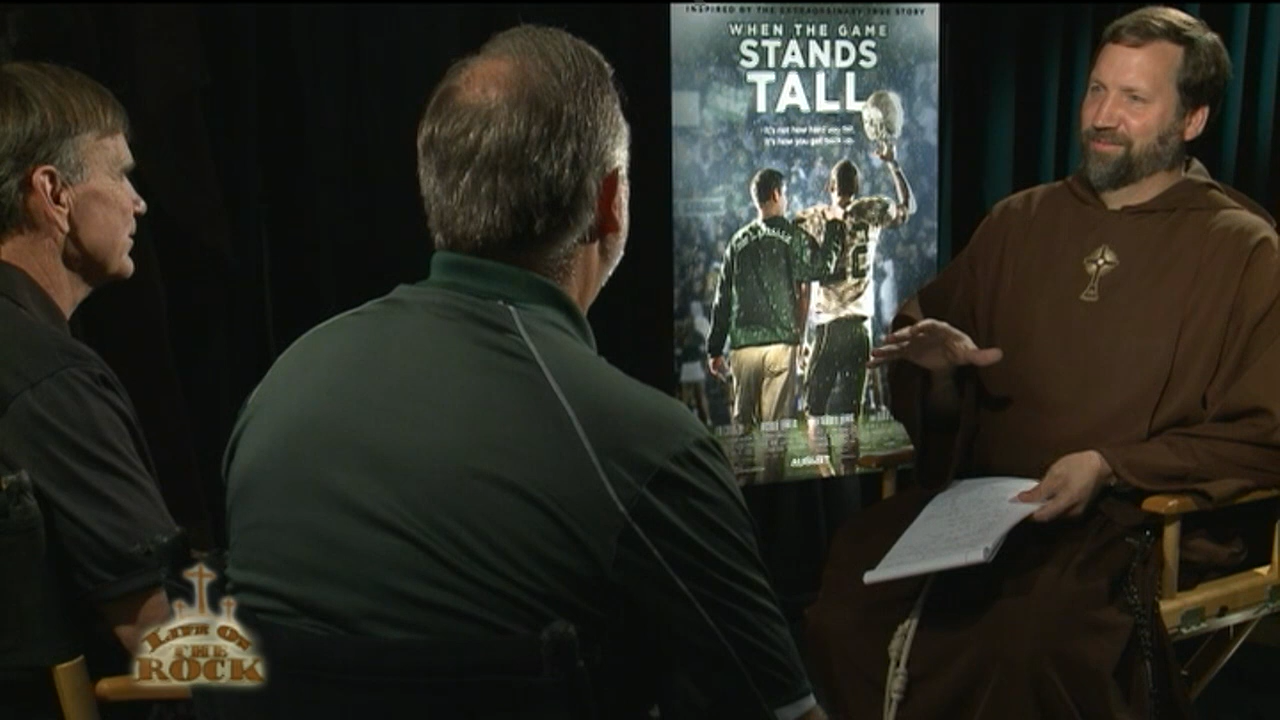 INSPIRED BY THE EXTRAORDINARY TRUE STORY
WHEN THE GAME
STANDS
TALL
It's not how hard you fall.
It's how you get back up.
AUGUST
LIFE ON
THE
ROCK